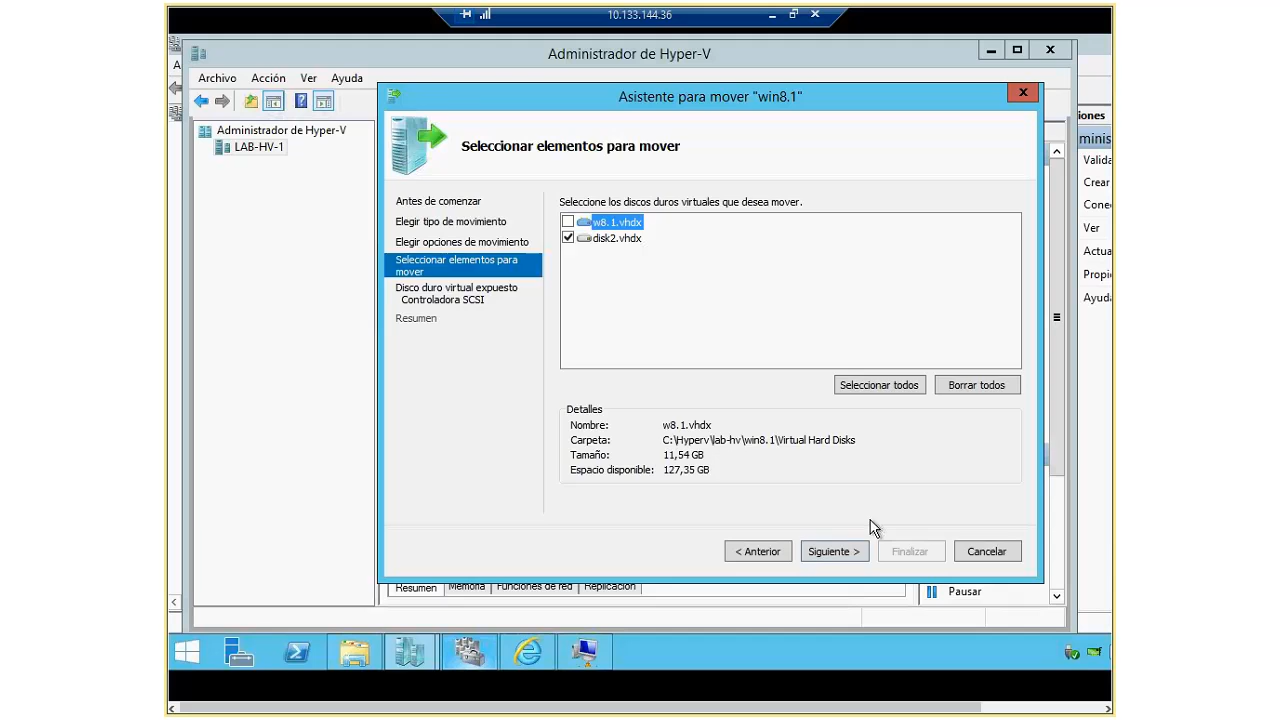 10.133.144.36
Administrador de Hyper-V
Archivo Acción Ver Ayuda
Administrador de Hyper-V
LAB-HV-1
Asistente para mover "win8.1"
Seleccionar elementos para mover
Antes de comenzar
Elegir tipo de movimiento
Elegir opciones de movimiento
Seleccionar elementos para
mover
Disco duro virtual expuesto
Controladora SCSI
Resumen
Seleccione los discos duros virtuales que desea mover.
w8.1.vhdx
disk2.vhdx
Seleccionar todos Borrar todos
Detalles
Nombre: w8.1.vhdx
Carpeta: C:\Hyperv\lab-hv\win8.1\Virtual Hard Disks
Tamaño: 11,54 GB
Espacio disponible: 127,35 GB
< Anterior Siguiente > Finalizar Cancelar
Resumen Memoria Funciones de red Replicación
Pausar
iones
minis
Valida
Crear
Cone
Ver
Actua
Propi
Ayuda